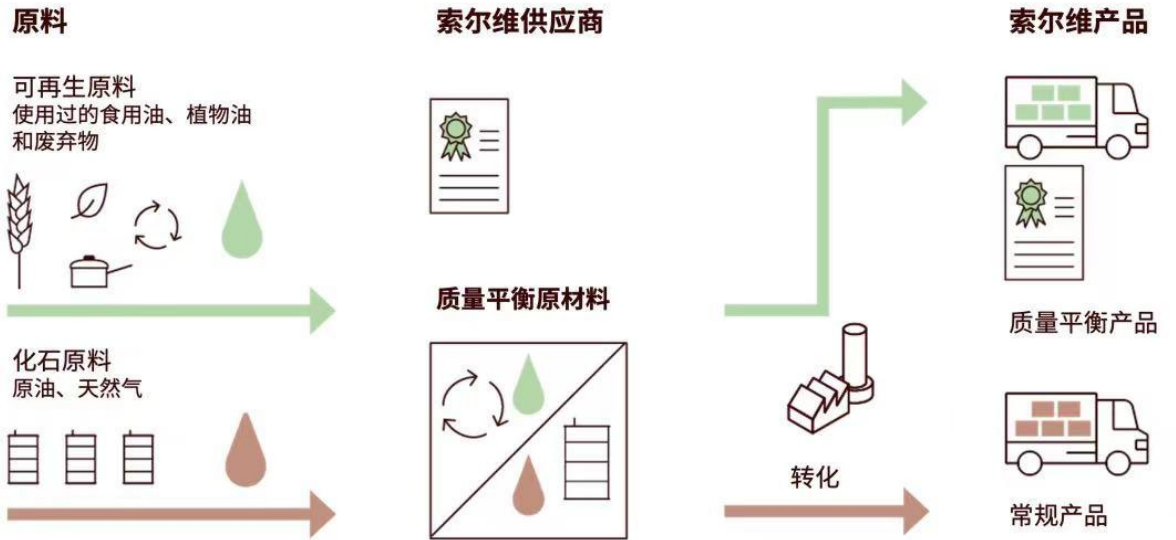 原料
索尔维供应商
索尔维产品
可再生原料
使用过的食用油、植物油
和废弃物
质量平衡原材料
质量平衡产品
化石原料
原油、天然气
转化
常规产品